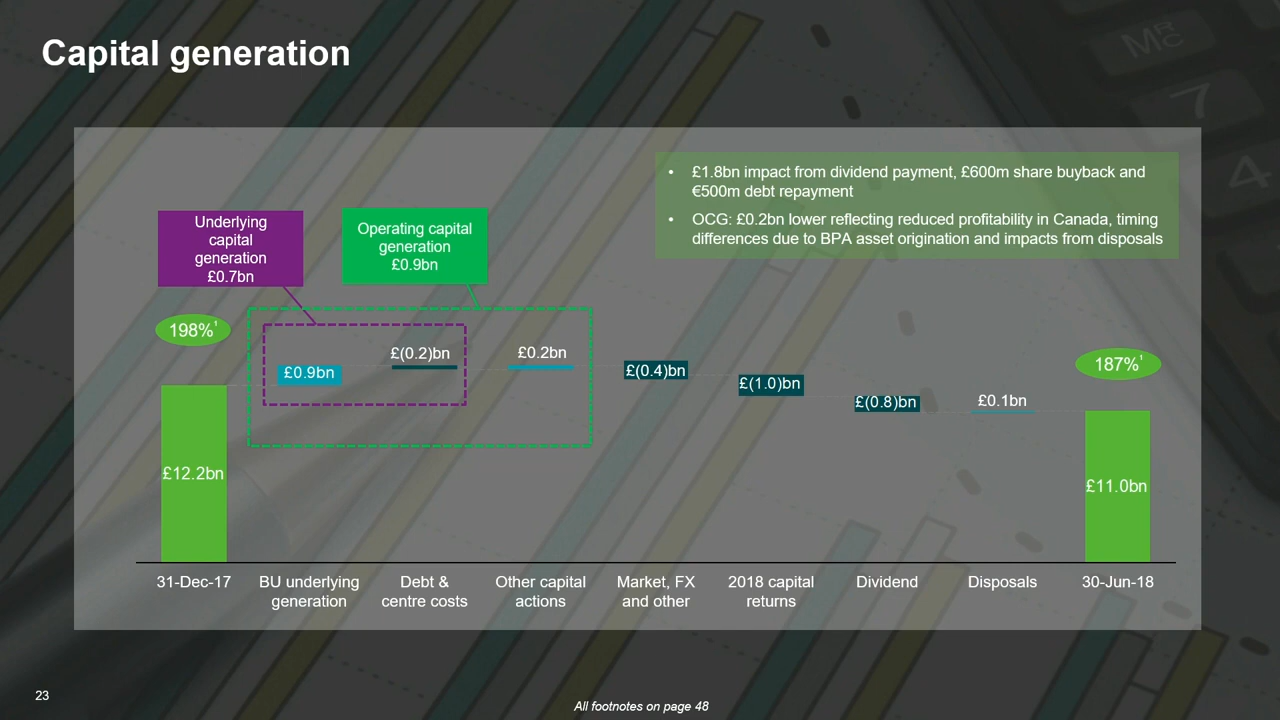 Capital generation
• £1.8bn impact from dividend payment, £600m share buyback and
€500m debt repayment
• OCG: £0.2bn lower reflecting reduced profitability in Canada, timing
differences due to BPA asset origination and impacts from disposals
Underlying
capital
generation
£0.7bn
Operating capital
generation
£0.9bn
198%¹
£0.9bn
£(0.2)bn
£0.2bn
£(0.4)bn
£(1.0)bn
£(0.8)bn
£0.1bn
187%¹
£12.2bn
£11.0bn
31-Dec-17
BU underlying
generation
Debt &
centre costs
Other capital
actions
Market, FX
and other
2018 capital
returns
Dividend
Disposals
30-Jun-18
23
All footnotes on page 48
MRC
7
4